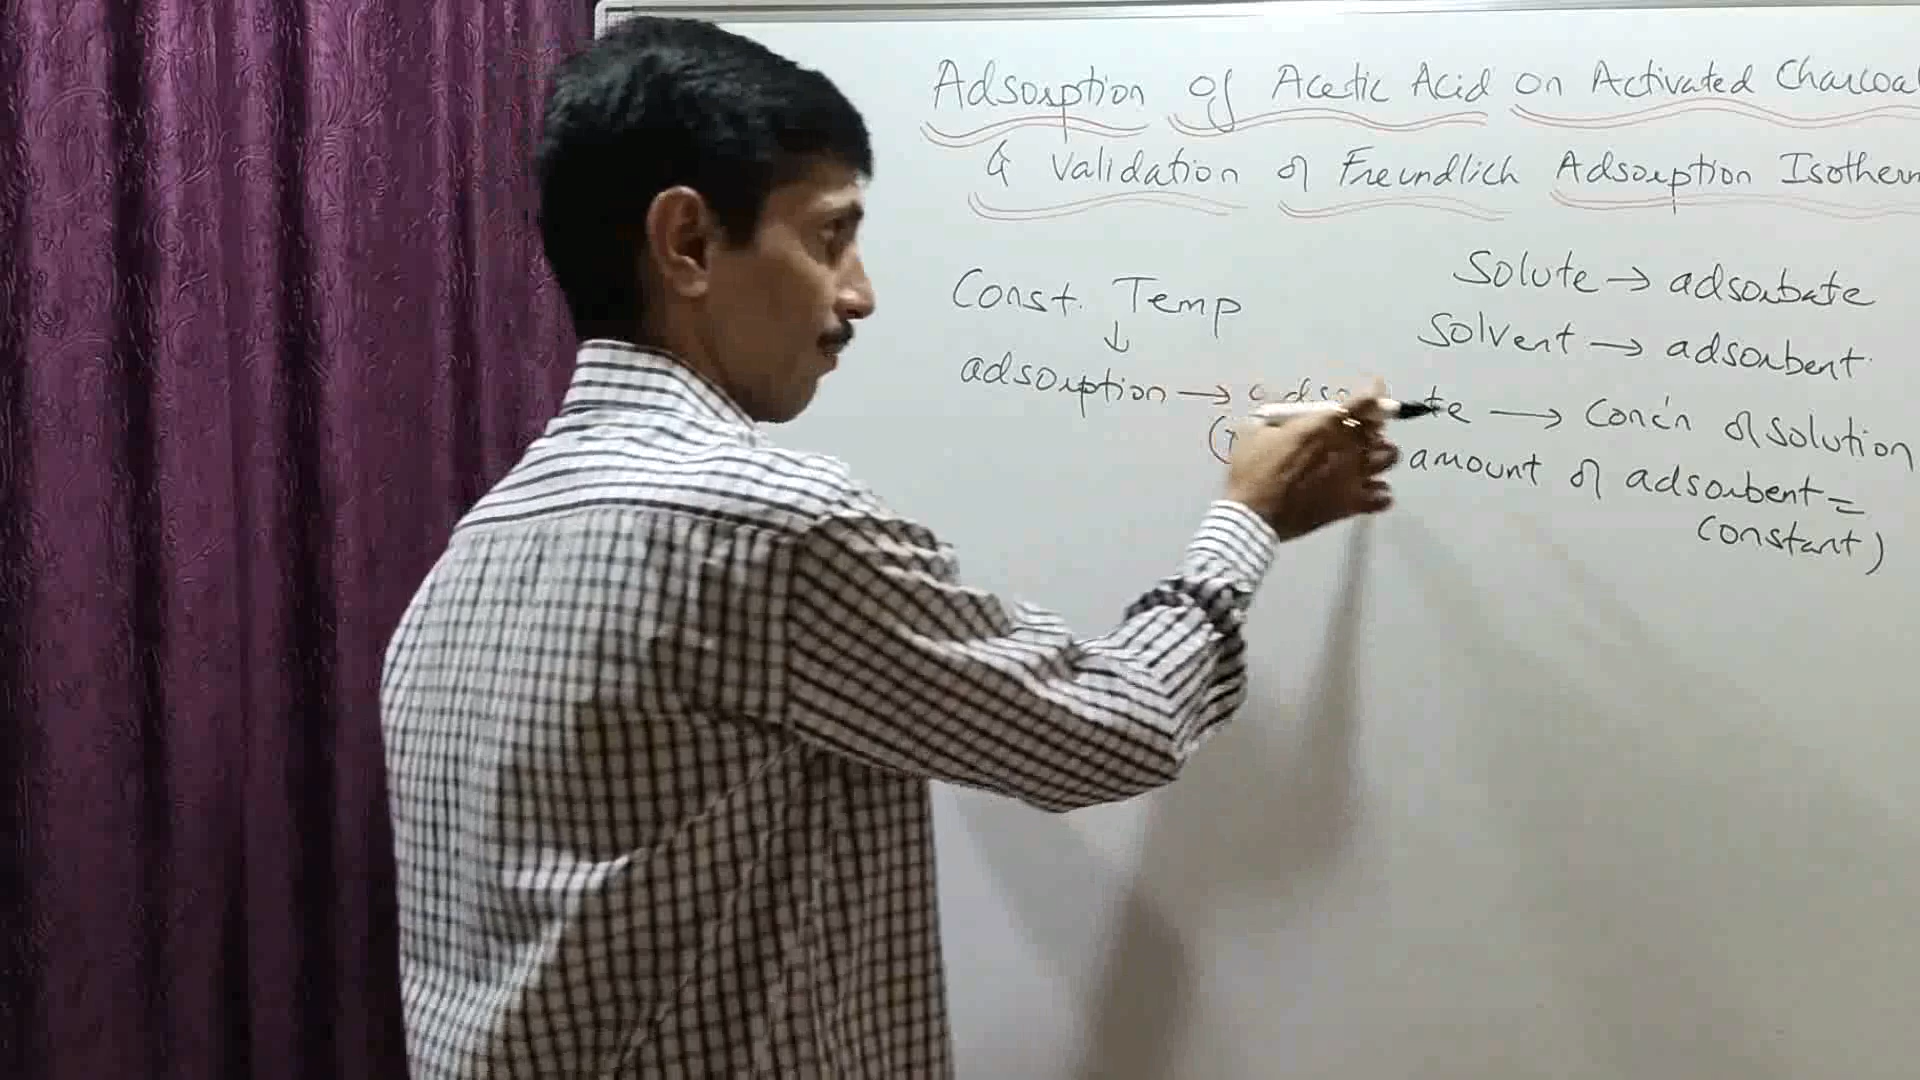 Adsorption of Acetic Acid on Activated Charcoal
& Validation of Freundlich Adsorption Isotherm
Solute → adsorbate
Solvent → adsorbent
Const. Temp
↓
adsorption → → Conc'n of solution
amount of adsorbent =
constant)